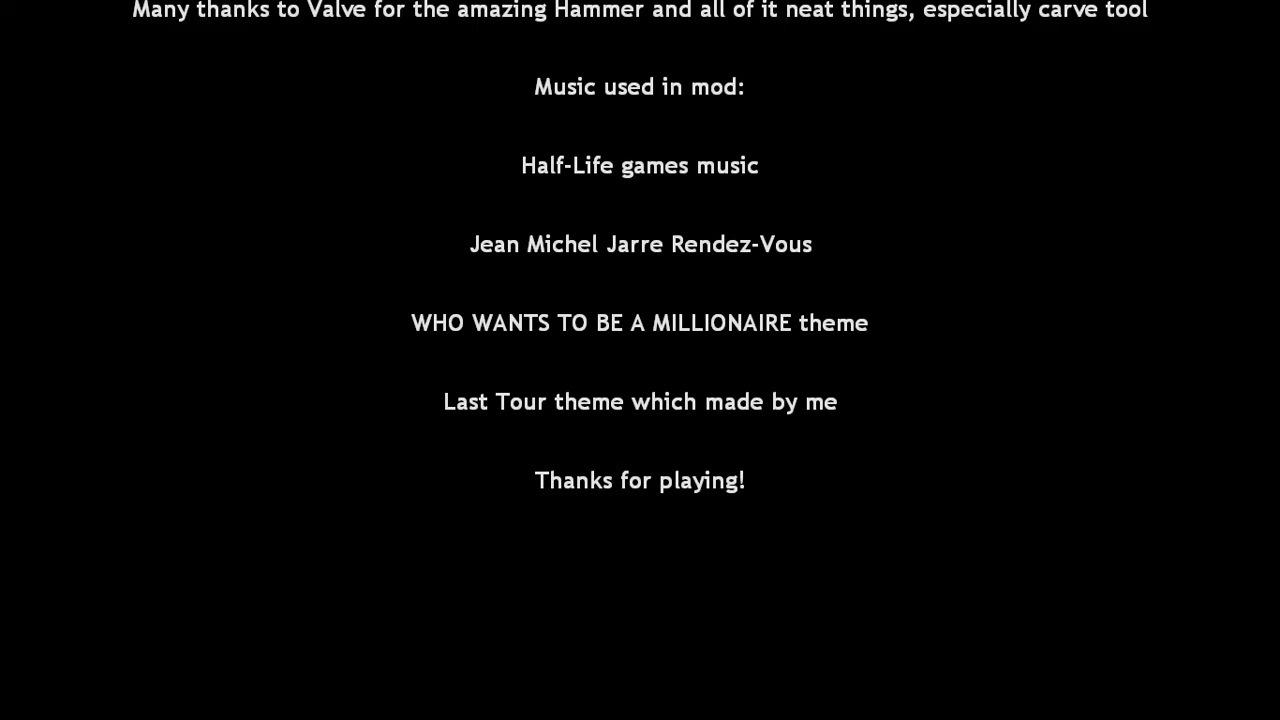 Many thanks to Valve for the amazing Hammer and all of it neat things, especially carve tool
Music used in mod:
Half-Life games music
Jean Michel Jarre Rendez-Vous
WHO WANTS TO BE A MILLIONAIRE theme
Last Tour theme which made by me
Thanks for playing!